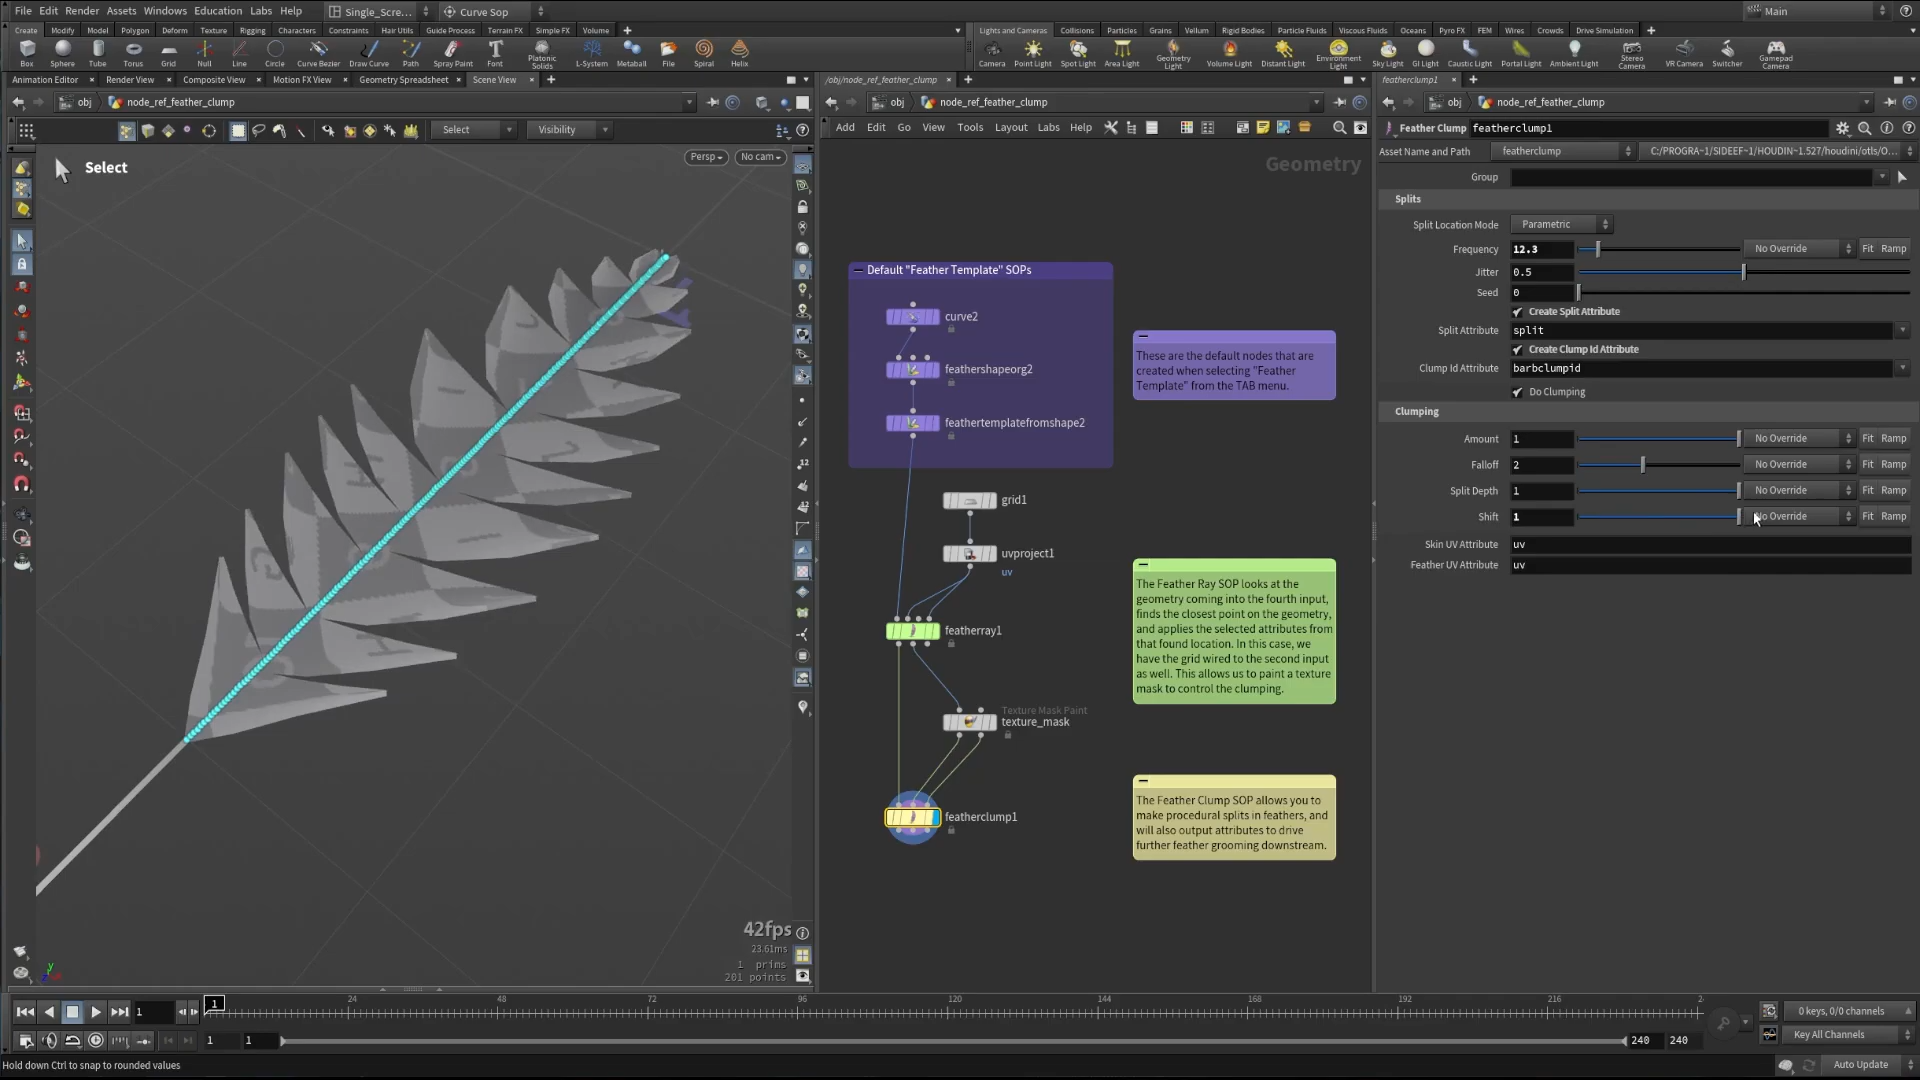 File Edit Render Assets Windows Education Labs Help Single_Scre... Curve Sop Main
Create Modify Model Polygon Deform Texture Rigging Characters Constraints Hair Utils Guide Process Terrain FX Simple FX Volume
Lights and Cameras Collisions Particles Grains Vellum Rigid Bodies Particle Fluids Viscous Fluids Oceans Pyro FX FEM Wires Crowds Drive Simulation
Box Sphere Tube Torus Grid Null Line Circle Curve Bezier Draw Curve Path Spray Paint Font Platonic Solids L-System Metaball File Spiral Helix
Camera Point Light Spot Light Area Light Geometry Light Volume Light Distant Light Environment Light Sky Light GI Light Caustic Light Portal Light Ambient Light Stereo Camera VR Camera Switcher Gamepad Camera
Animation Editor Render View Composite View Motion FX View Geometry Spreadsheet Scene View
/obj/node_ref_feather_clump
featherclump1
obj node_ref_feather_clump
obj node_ref_feather_clump
obj node_ref_feather_clump
Select Visibility
Add Edit Go View Tools Layout Labs Help
Feather Clump featherclump1
Asset Name and Path featherclump C:/PROGRA~1/SIDEEF~1/HOUDIN~1.527/houdini/otls/O...
Select
Persp No cam
Geometry
Group
Splits
Split Location Mode Parametric
Frequency 12.3 No Override Fit Ramp
Jitter 0.5
Seed 0
Create Split Attribute
Split Attribute split
Create Clump Id Attribute
Clump Id Attribute barbclumpid
Do Clumping
Clumping
Amount 1 No Override Fit Ramp
Falloff 2 No Override Fit Ramp
Split Depth 1 No Override Fit Ramp
Shift 1 No Override Fit Ramp
Skin UV Attribute uv
Feather UV Attribute uv
Default "Feather Template" SOPs
curve2
feathershapeorg2
feathertemplatefromshape2
These are the default nodes that are
created when selecting "Feather
Template" from the TAB menu.
grid1
uvproject1
uv
featherray1
The Feather Ray SOP looks at the
geometry coming into the fourth input,
finds the closest point on the geometry,
and applies the selected attributes from
that found location. In this case, we
have the grid wired to the second input
as well. This allows us to paint a texture
mask to control the clumping.
Texture Mask Paint
texture_mask
featherclump1
The Feather Clump SOP allows you to
make procedural splits in feathers, and
will also output attributes to drive
further feather grooming downstream.
42fps
23.61ms
1 prims
201 points
1 1 24 48 72 96 120 144 168 192 216 2
0 keys, 0/0 channels
1 1 240 240 Key All Channels
Hold down Ctrl to snap to rounded values
Auto Update